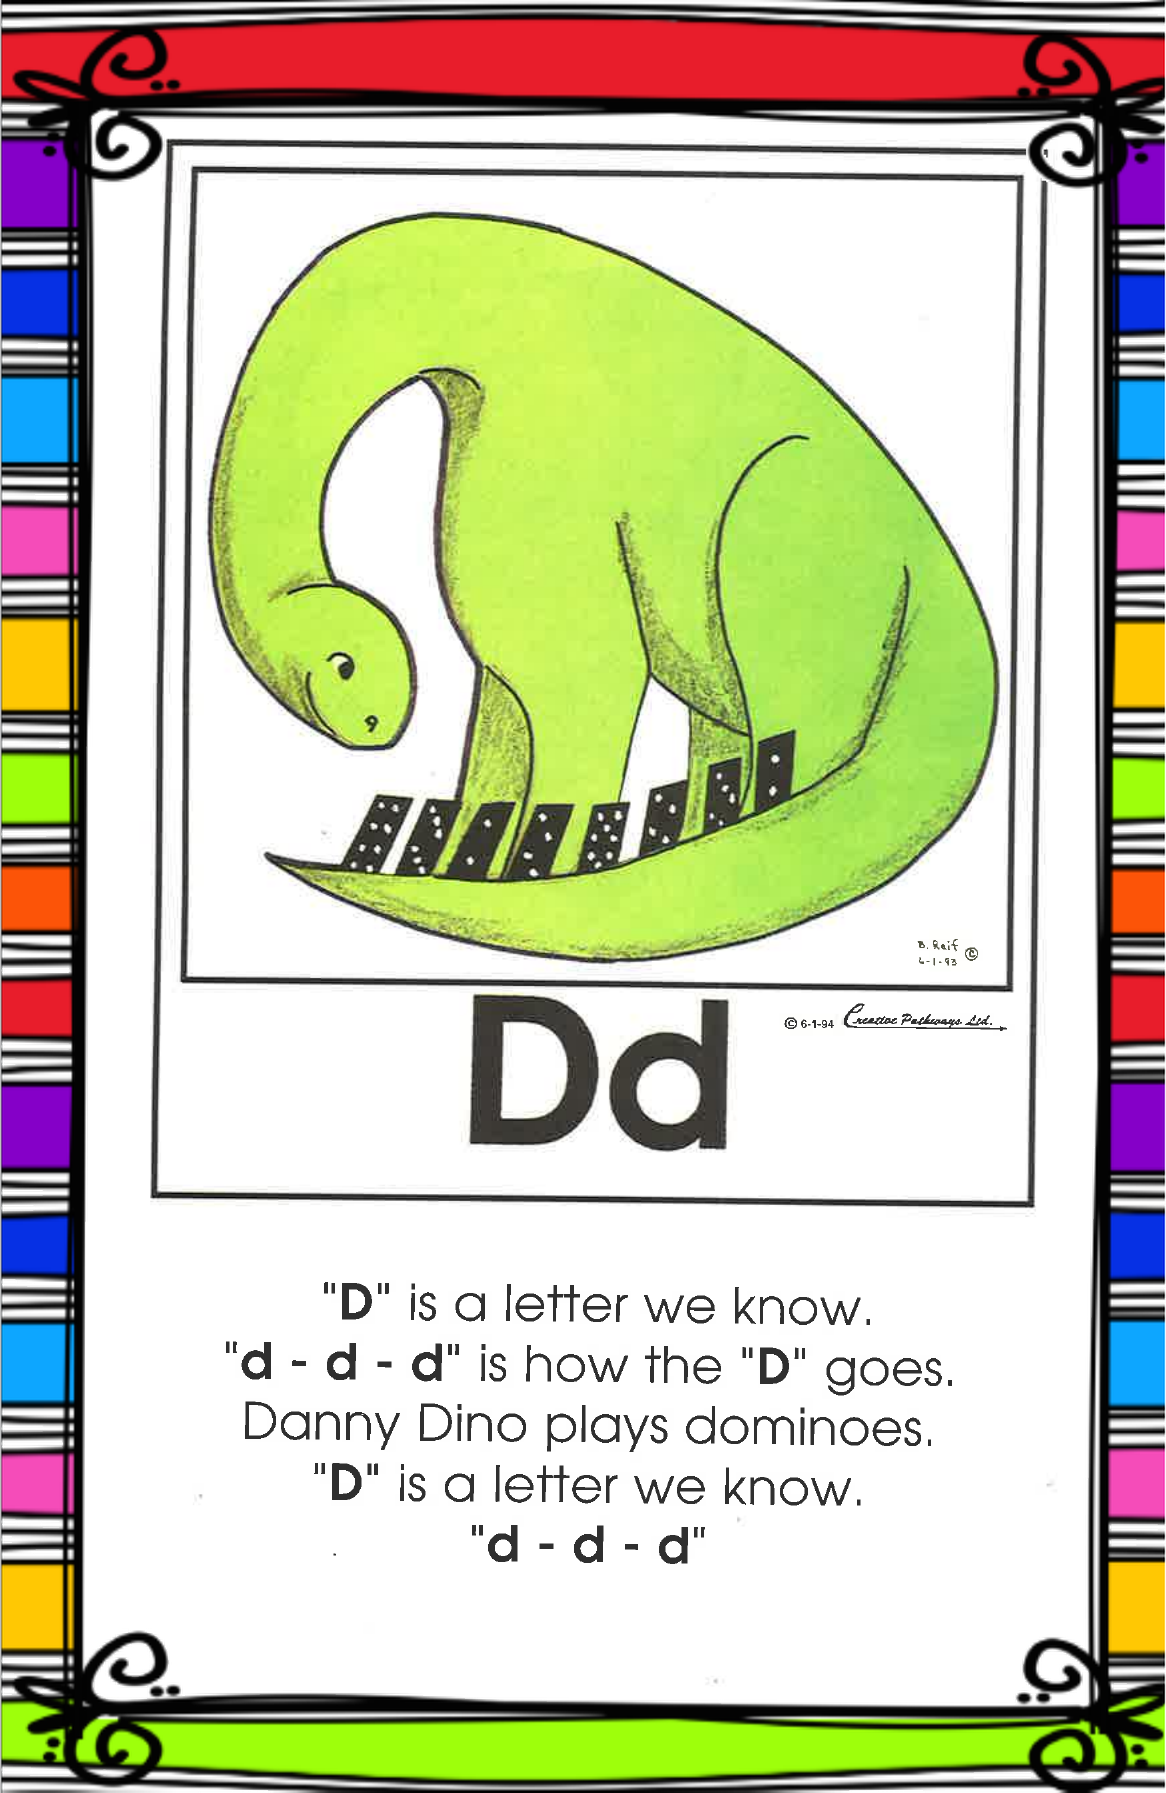 B. Reif ©
6-1-93
Dd
© 6-1-94 Creative Pathways Ltd.
"D" is a letter we know.
"d - d - d" is how the "D" goes.
Danny Dino plays dominoes.
"D" is a letter we know.
"d - d - d"